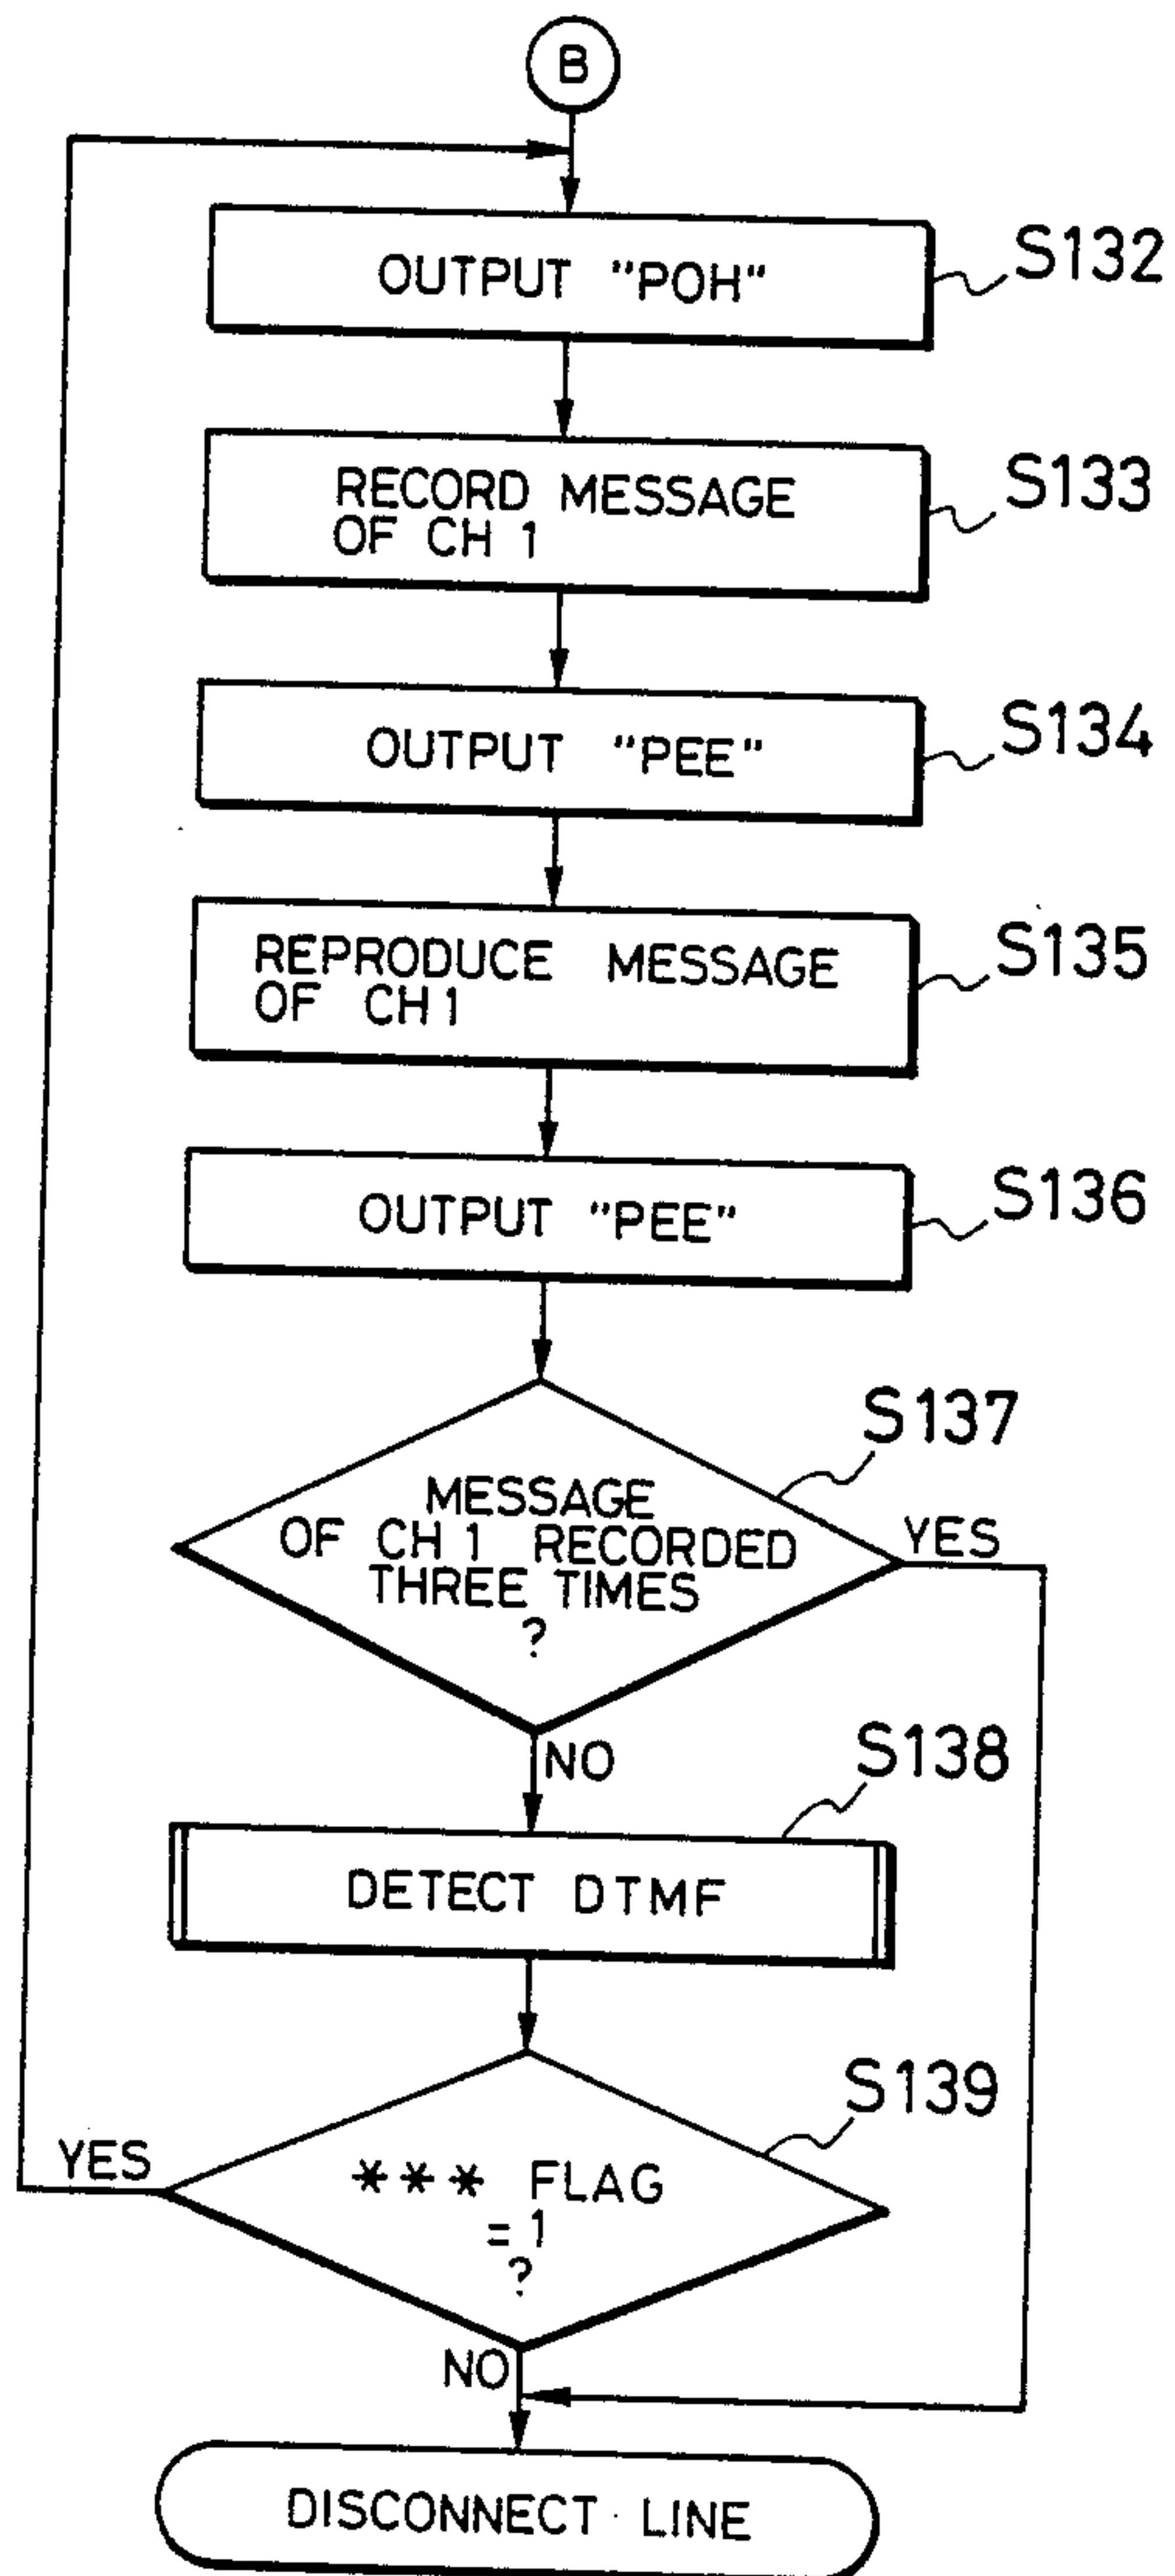 B
OUTPUT "POH"
S132
RECORD MESSAGE
OF CH 1
S133
OUTPUT "PEE"
S134
REPRODUCE MESSAGE
OF CH1
S135
OUTPUT "PEE"
S136
S137
MESSAGE
OF CH 1 RECORDED
THREE TIMES
?
YES
NO
S138
DETECT DTMF
S139
YES
*** FLAG
= 1
?
NO
DISCONNECT LINE